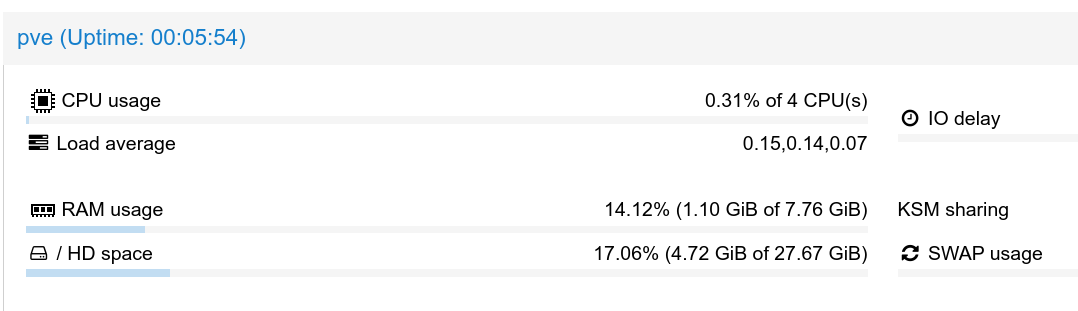 pve (Uptime: 00:05:54)
CPU usage 0.31% of 4 CPU(s)
IO delay
Load average 0.15,0.14,0.07
RAM usage 14.12% (1.10 GiB of 7.76 GiB)
KSM sharing
/ HD space 17.06% (4.72 GiB of 27.67 GiB)
SWAP usage